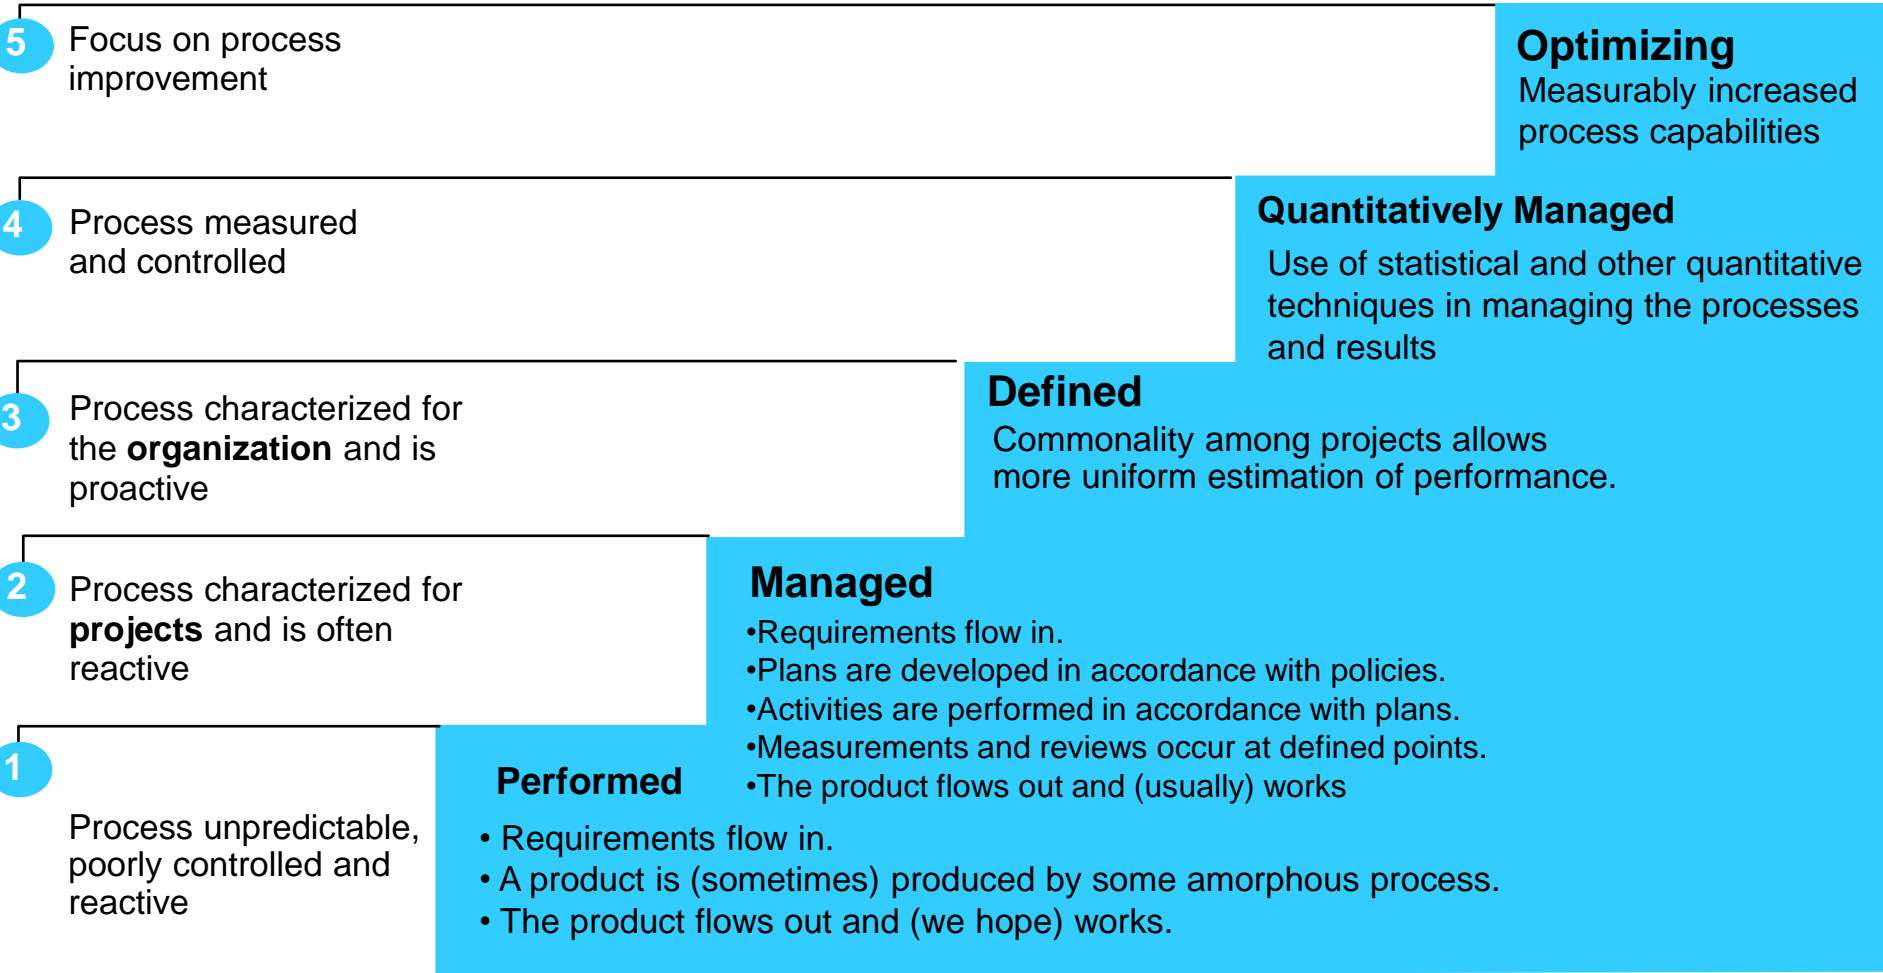 5
Focus on process
improvement
Optimizing
Measurably increased
process capabilities
4
Process measured
and controlled
Quantitatively Managed
Use of statistical and other quantitative
techniques in managing the processes
and results
3
Process characterized for
the organization and is
proactive
Defined
Commonality among projects allows
more uniform estimation of performance.
2
Process characterized for
projects and is often
reactive
Managed
•Requirements flow in.
•Plans are developed in accordance with policies.
•Activities are performed in accordance with plans.
•Measurements and reviews occur at defined points.
•The product flows out and (usually) works
1
Process unpredictable,
poorly controlled and
reactive
Performed
• Requirements flow in.
• A product is (sometimes) produced by some amorphous process.
• The product flows out and (we hope) works.